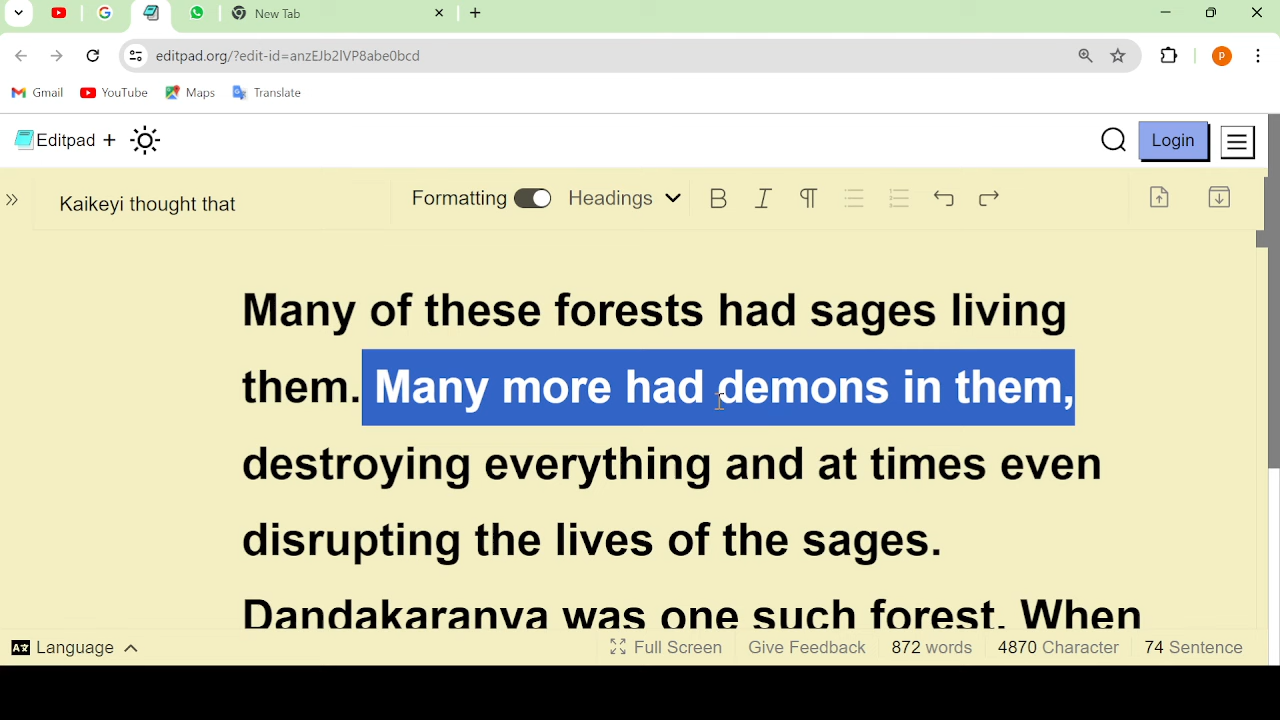 New Tab
editpad.org/?edit-id=anzEJb2lVP8abe0bcd
P
Gmail YouTube Maps Translate
Editpad + Login
Kaikeyi thought that Formatting Headings B I ¶
Many of these forests had sages living
them. Many more had demons in them,
destroying everything and at times even
disrupting the lives of the sages.
Dandakaranya was one such forest. When
Language Full Screen Give Feedback 872 words 4870 Character 74 Sentence